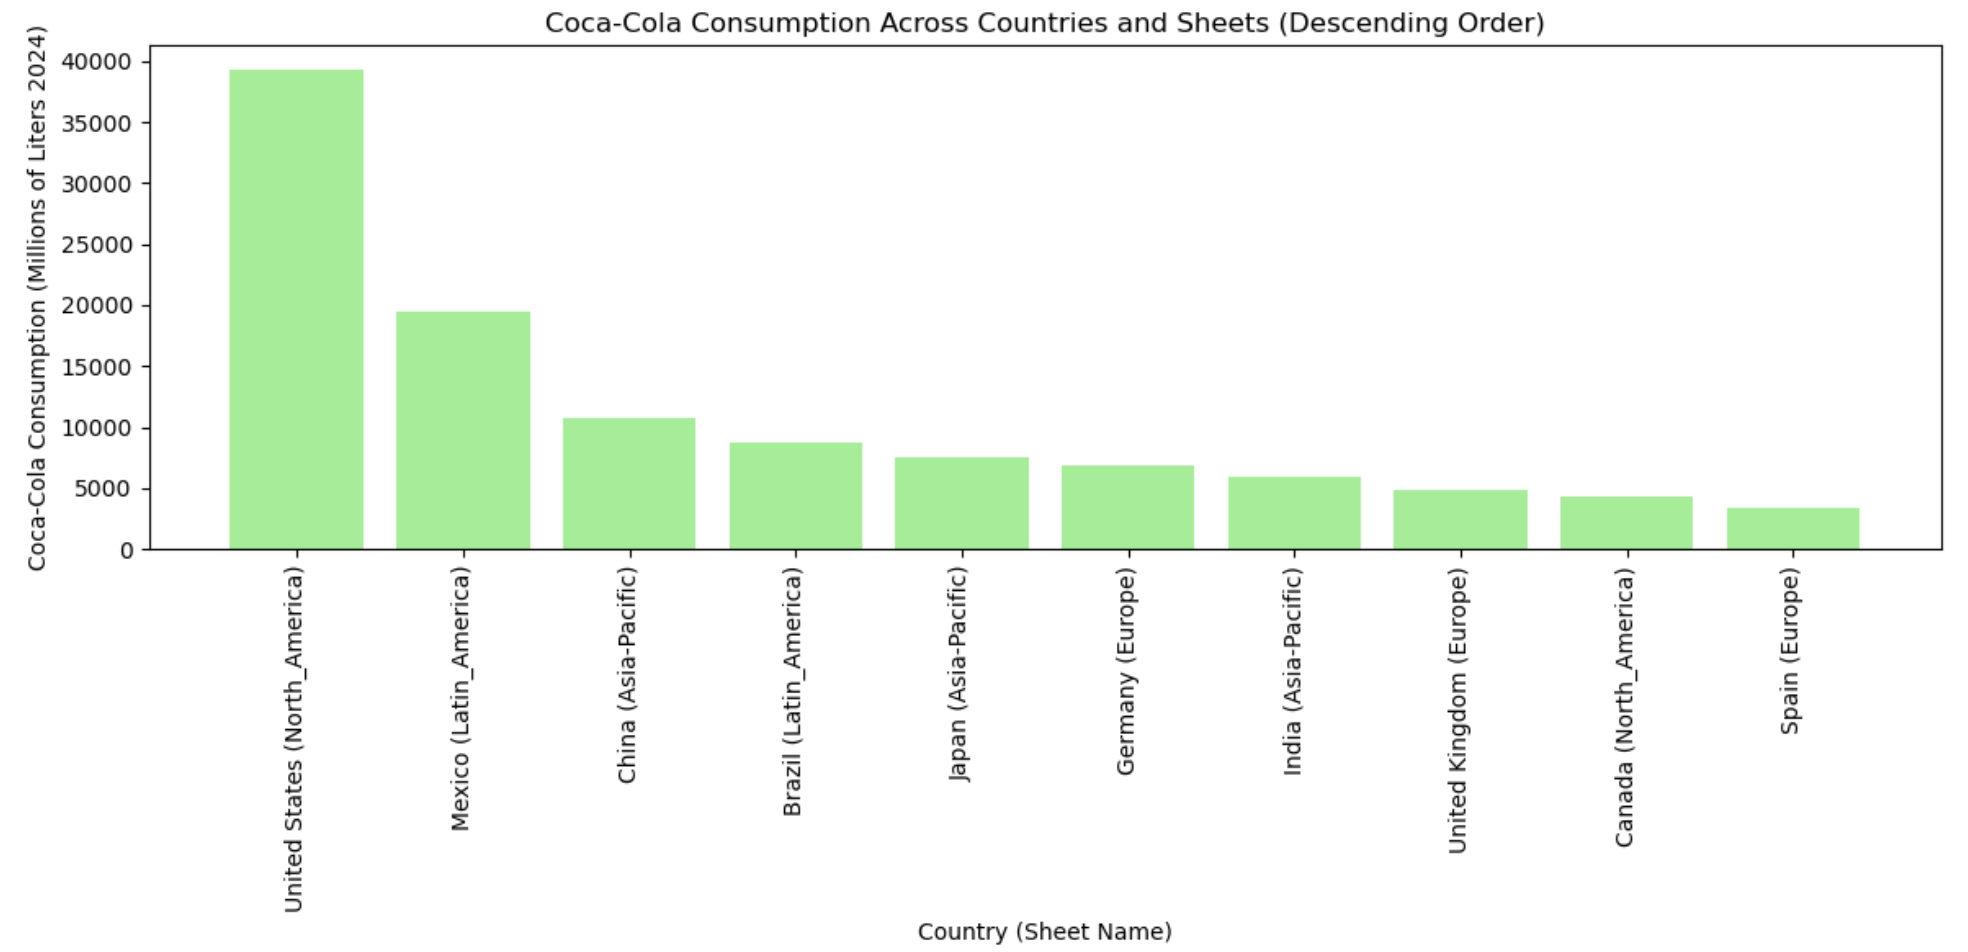 Coca-Cola Consumption Across Countries and Sheets (Descending Order)
Coca-Cola Consumption (Millions of Liters 2024)
40000
35000
30000
25000
20000
15000
10000
5000
0
United States (North_America)
Mexico (Latin_America)
China (Asia-Pacific)
Brazil (Latin_America)
Japan (Asia-Pacific)
Germany (Europe)
India (Asia-Pacific)
United Kingdom (Europe)
Canada (North_America)
Spain (Europe)
Country (Sheet Name)